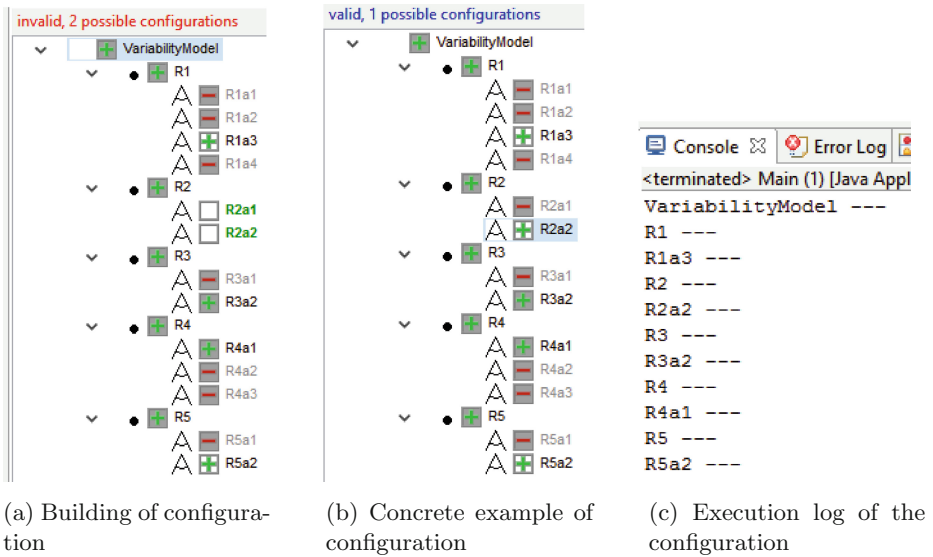 invalid, 2 possible configurations
VariabilityModel
R1
R1a1
R1a2
R1a3
R1a4
R2
R2a1
R2a2
R3
R3a1
R3a2
R4
R4a1
R4a2
R4a3
R5
R5a1
R5a2
(a) Building of configura-
tion
valid, 1 possible configurations
VariabilityModel
R1
R1a1
R1a2
R1a3
R1a4
R2
R2a1
R2a2
R3
R3a1
R3a2
R4
R4a1
R4a2
R4a3
R5
R5a1
R5a2
(b) Concrete example of
configuration
Console Error Log
<terminated> Main (1) [Java Appl
VariabilityModel ---
R1 ---
R1a3 ---
R2 ---
R2a2 ---
R3 ---
R3a2 ---
R4 ---
R4a1 ---
R5 ---
R5a2 ---
(c) Execution log of the
configuration